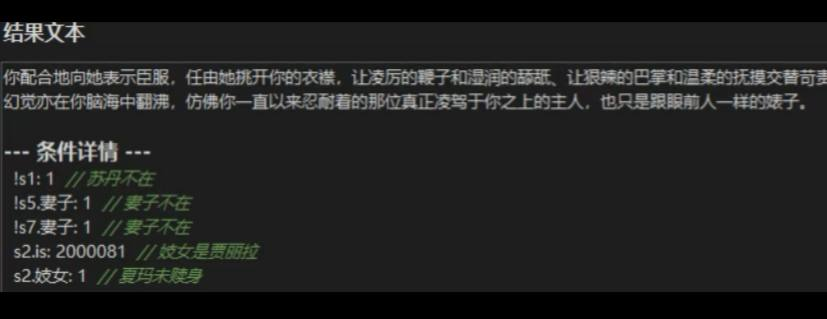 结果文本
你配合地向她表示臣服，任由她挑开你的衣襟，让凌厉的鞭子和湿润的舔舐、让狠辣的巴掌和温柔的抚摸交替苛责
幻觉亦在你脑海中翻沸，仿佛你一直以来忍耐着的那位真正凌驾于你之上的主人，也只是跟眼前人一样的婊子。
--- 条件详情 ---
!s1: 1 // 苏丹不在
!s5.妻子: 1 // 妻子不在
!s7.妻子: 1 // 妻子不在
s2.is: 2000081 // 妓女是贾丽拉
s2.妓女: 1 // 夏玛未赎身